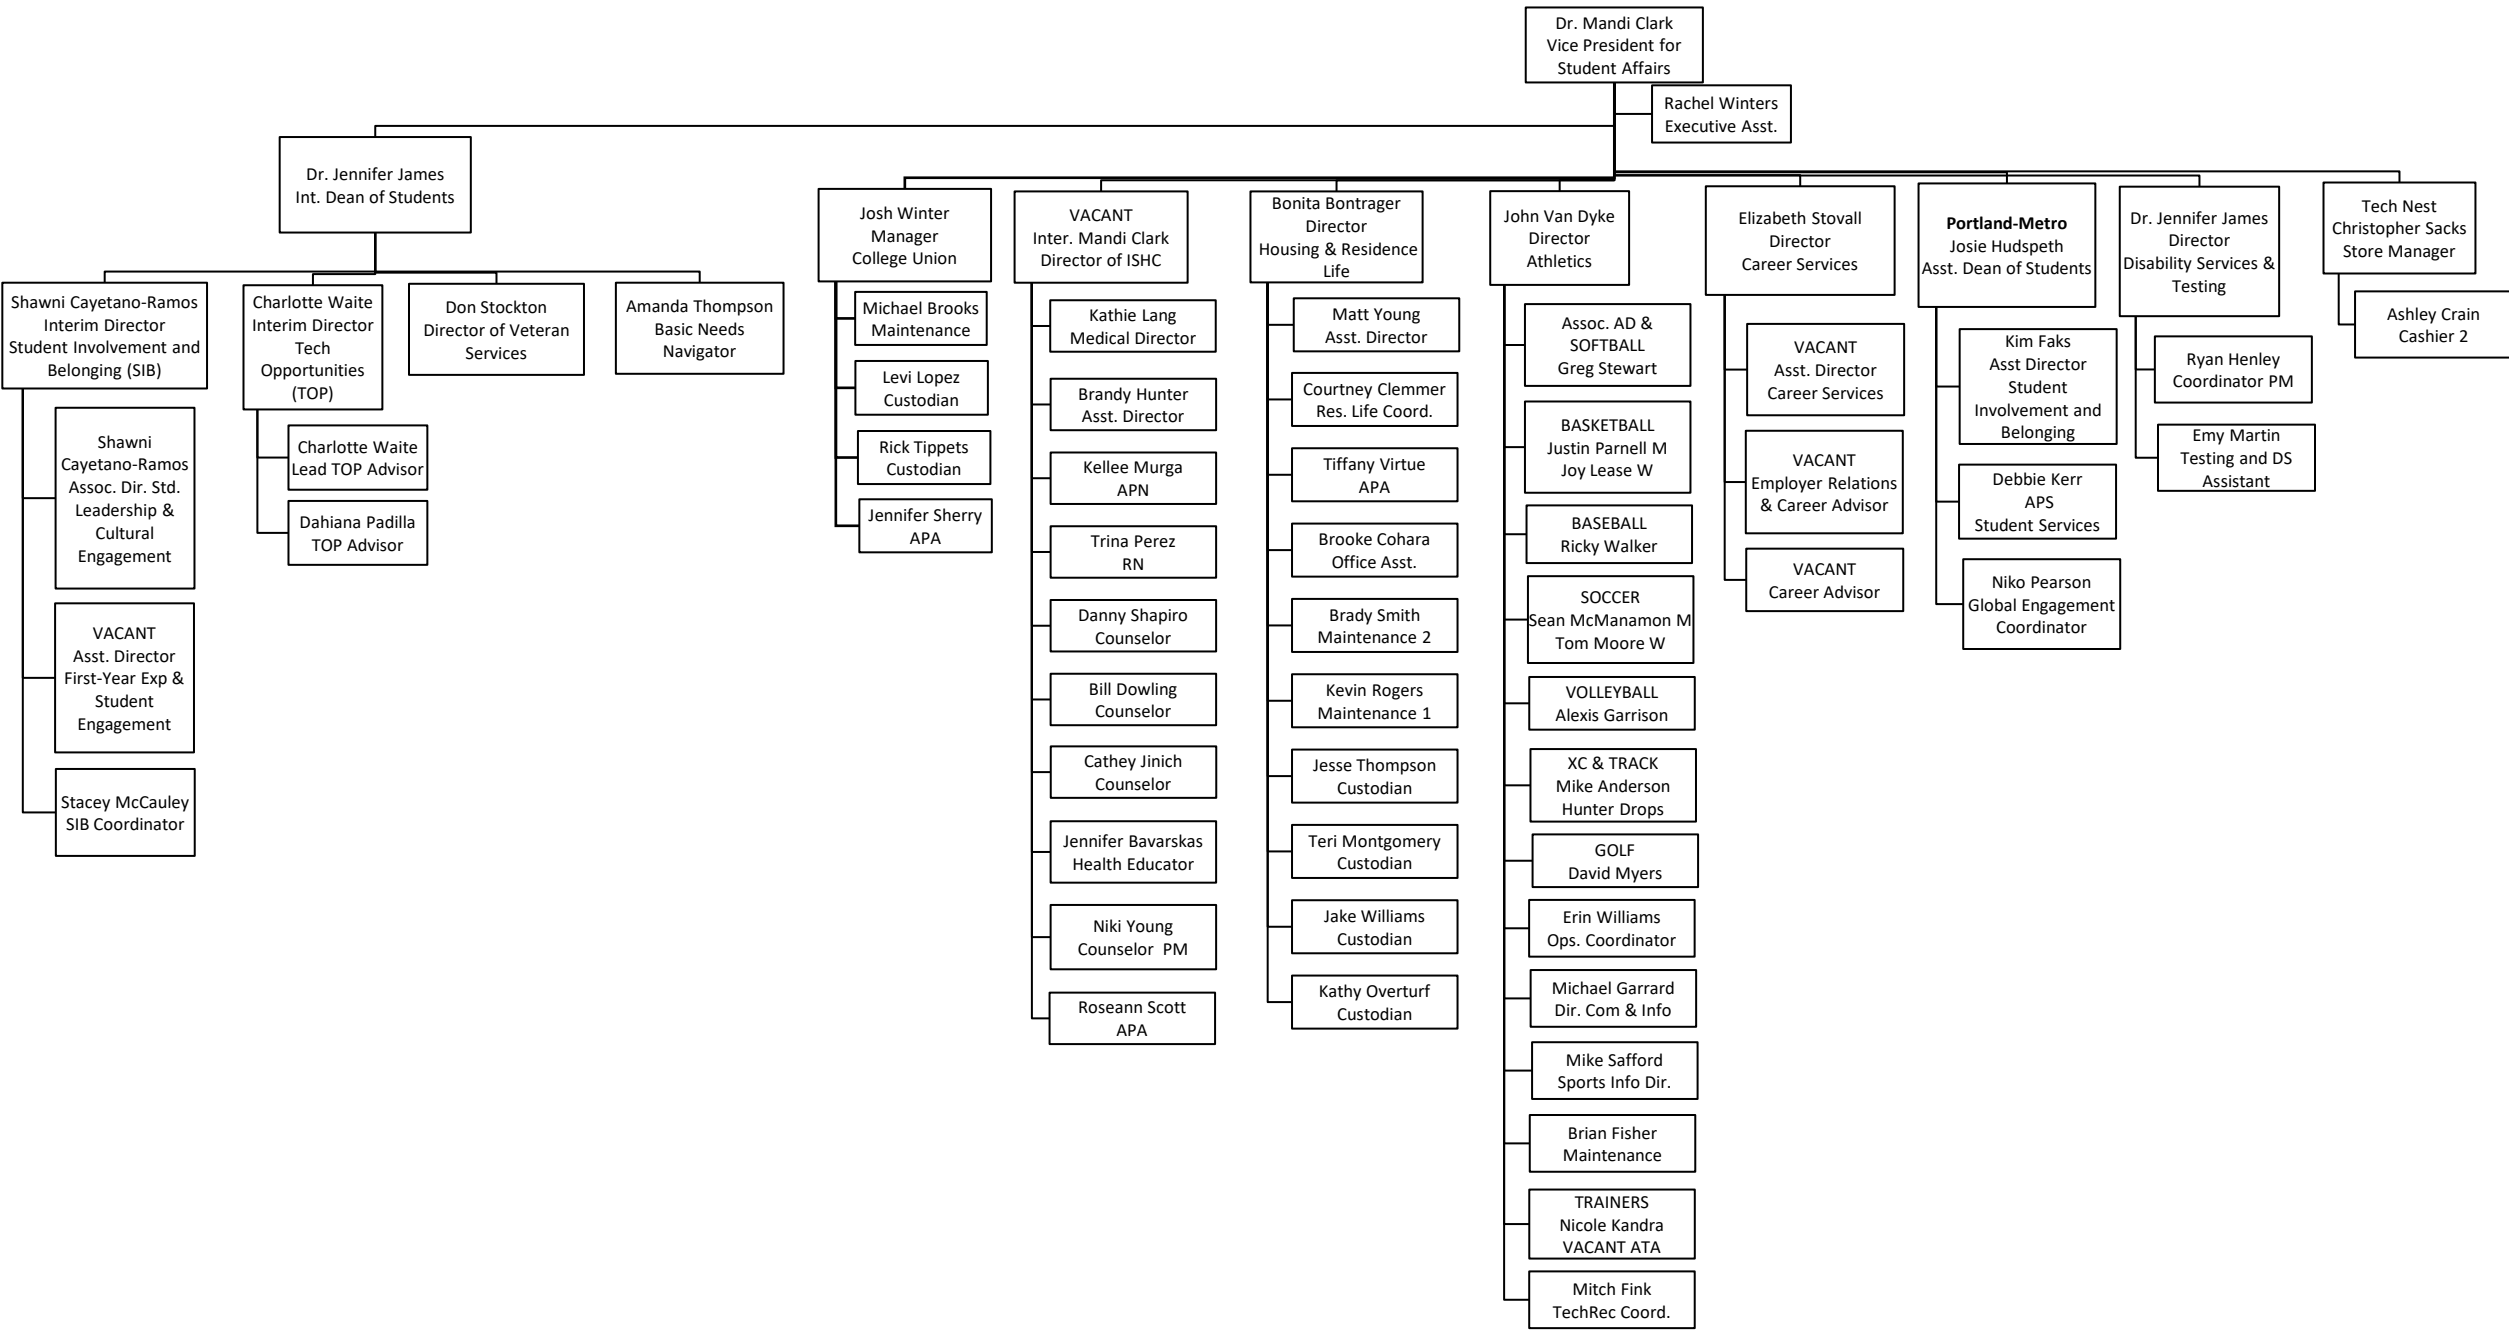 Dr. Mandi Clark
Vice President for
Student Affairs
Rachel Winters
Executive Asst.
Dr. Jennifer James
Int. Dean of Students
Shawni Cayetano-Ramos
Interim Director
Student Involvement and
Belonging (SIB)
Shawni
Cayetano-Ramos
Assoc. Dir. Std.
Leadership &
Cultural
Engagement
VACANT
Asst. Director
First-Year Exp &
Student
Engagement
Stacey McCauley
SIB Coordinator
Charlotte Waite
Interim Director
Tech
Opportunities
(TOP)
Charlotte Waite
Lead TOP Advisor
Dahiana Padilla
TOP Advisor
Don Stockton
Director of Veteran
Services
Amanda Thompson
Basic Needs
Navigator
Josh Winter
Manager
College Union
Michael Brooks
Maintenance
Levi Lopez
Custodian
Rick Tippets
Custodian
Jennifer Sherry
APA
VACANT
Inter. Mandi Clark
Director of ISHC
Kathie Lang
Medical Director
Brandy Hunter
Asst. Director
Kellee Murga
APN
Trina Perez
RN
Danny Shapiro
Counselor
Bill Dowling
Counselor
Cathey Jinich
Counselor
Jennifer Bavarskas
Health Educator
Niki Young
Counselor  PM
Roseann Scott
APA
Bonita Bontrager
Director
Housing & Residence
Life
Matt Young
Asst. Director
Courtney Clemmer
Res. Life Coord.
Tiffany Virtue
APA
Brooke Cohara
Office Asst.
Brady Smith
Maintenance 2
Kevin Rogers
Maintenance 1
Jesse Thompson
Custodian
Teri Montgomery
Custodian
Jake Williams
Custodian
Kathy Overturf
Custodian
John Van Dyke
Director
Athletics
Assoc. AD &
SOFTBALL
Greg Stewart
BASKETBALL
Justin Parnell M
Joy Lease W
BASEBALL
Ricky Walker
SOCCER
Sean McManamon M
Tom Moore W
VOLLEYBALL
Alexis Garrison
XC & TRACK
Mike Anderson
Hunter Drops
GOLF
David Myers
Erin Williams
Ops. Coordinator
Michael Garrard
Dir. Com & Info
Mike Safford
Sports Info Dir.
Brian Fisher
Maintenance
TRAINERS
Nicole Kandra
VACANT ATA
Mitch Fink
TechRec Coord.
Elizabeth Stovall
Director
Career Services
VACANT
Asst. Director
Career Services
VACANT
Employer Relations
& Career Advisor
VACANT
Career Advisor
Portland-Metro
Josie Hudspeth
Asst. Dean of Students
Kim Faks
Asst Director
Student
Involvement and
Belonging
Debbie Kerr
APS
Student Services
Niko Pearson
Global Engagement
Coordinator
Dr. Jennifer James
Director
Disability Services &
Testing
Ryan Henley
Coordinator PM
Emy Martin
Testing and DS
Assistant
Tech Nest
Christopher Sacks
Store Manager
Ashley Crain
Cashier 2